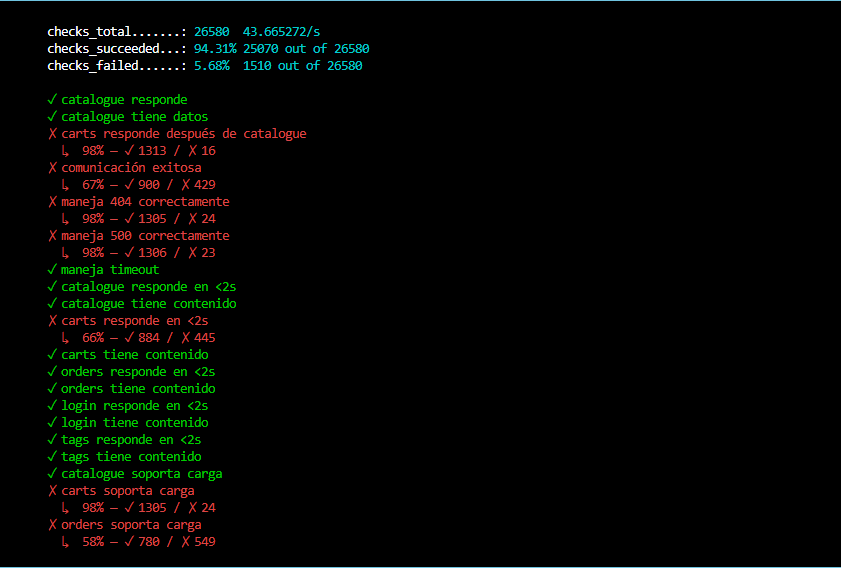 checks_total.......: 26580  43.665272/s
checks_succeeded...: 94.31% 25070 out of 26580
checks_failed......: 5.68%  1510 out of 26580
✓ catalogue responde
✓ catalogue tiene datos
✗ carts responde después de catalogue
↳  98% — ✓ 1313 / ✗ 16
✗ comunicación exitosa
↳  67% — ✓ 900 / ✗ 429
✗ maneja 404 correctamente
↳  98% — ✓ 1305 / ✗ 24
✗ maneja 500 correctamente
↳  98% — ✓ 1306 / ✗ 23
✓ maneja timeout
✓ catalogue responde en <2s
✓ catalogue tiene contenido
✗ carts responde en <2s
↳  66% — ✓ 884 / ✗ 445
✓ carts tiene contenido
✓ orders responde en <2s
✓ orders tiene contenido
✓ login responde en <2s
✓ login tiene contenido
✓ tags responde en <2s
✓ tags tiene contenido
✓ catalogue soporta carga
✗ carts soporta carga
↳  98% — ✓ 1305 / ✗ 24
✗ orders soporta carga
↳  58% — ✓ 780 / ✗ 549